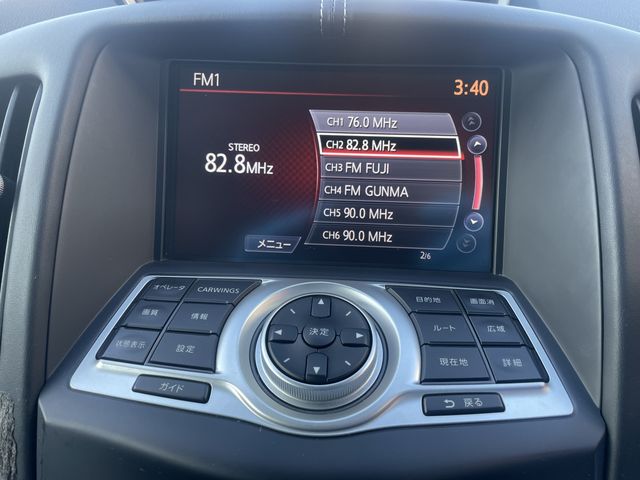 FM1
3:40
CH1 76.0 MHz
STEREO
CH2 82.8 MHz
82.8MHz
CH3 FM FUJI
CH4 FM GUNMA
CH5 90.0 MHz
メニュー
CH6 90.0 MHz
2/6
オペレータ
CARWINGS
目的地
画面消
画質
情報
決定
ルート
広域
状態表示
設定
現在地
詳細
ガイド
戻る